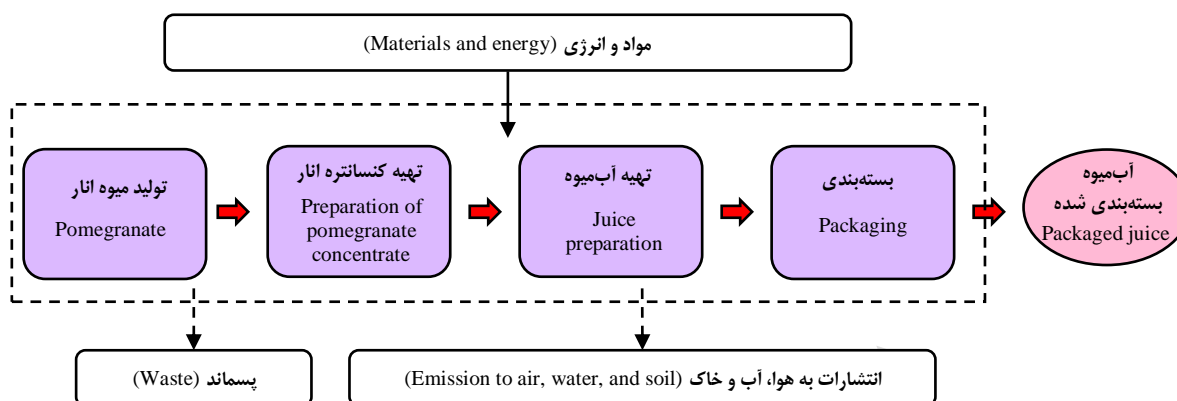 مواد و انرژی (Materials and energy)
تولید میوه انار
Pomegranate
تهیه کنسانتره انار
Preparation of
pomegranate
concentrate
تهیه آب‌میوه
Juice
preparation
بسته‌بندی
Packaging
آب‌میوه
بسته‌بندی شده
Packaged juice
پسماند (Waste)
انتشارات به هوا، آب و خاک (Emission to air, water, and soil)